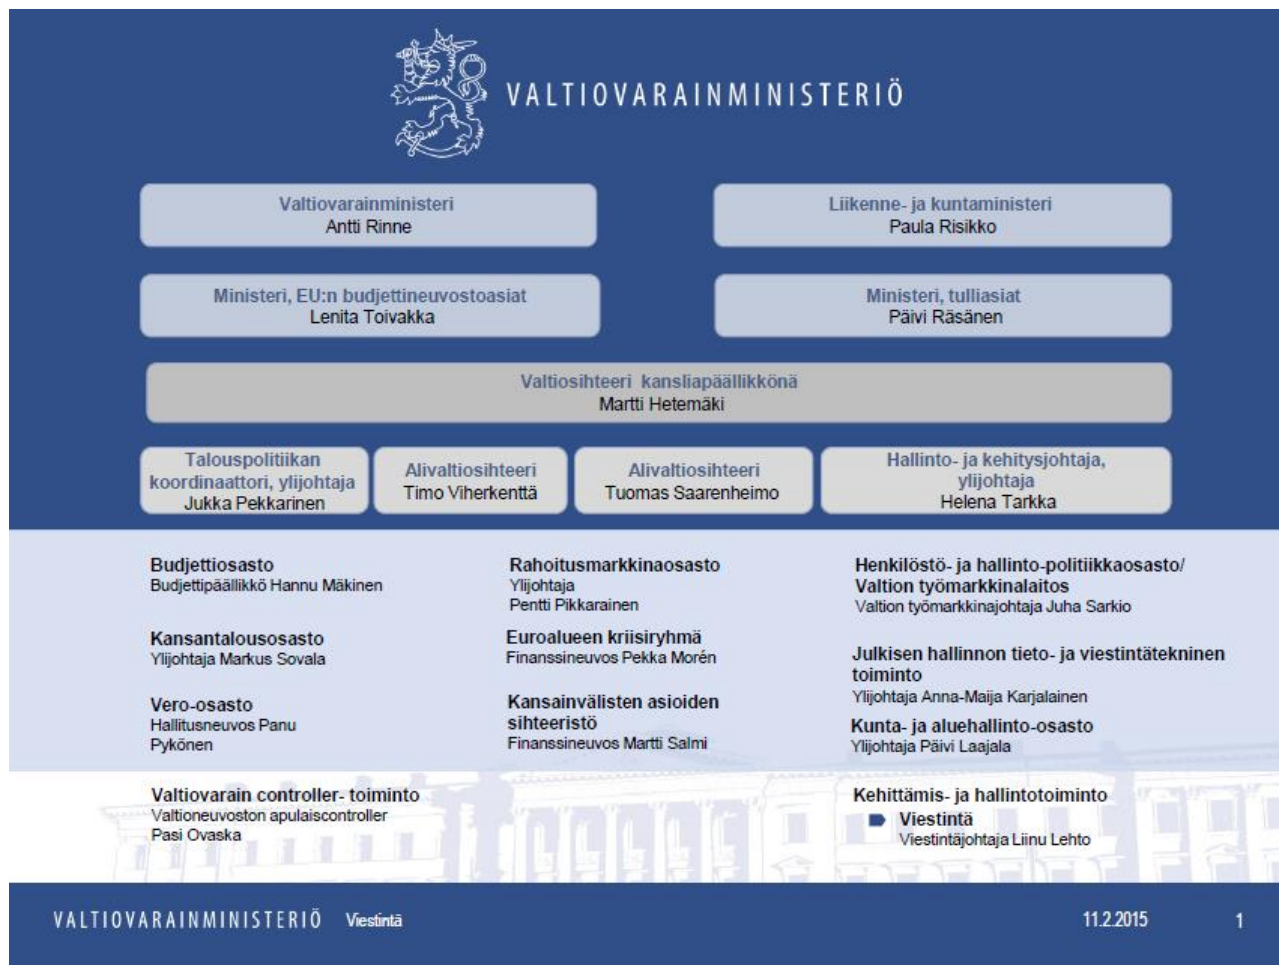 VALTIOVARAINMINISTERIÖ
Valtiovarainministeri
Antti Rinne
Liikenne- ja kuntaministeri
Paula Risikko
Ministeri, EU:n budjettineuvostoasiat
Lenita Toivakka
Ministeri, tulliasiat
Päivi Räsänen
Valtiosihteeri kansliapäällikkönä
Martti Hetemäki
Talouspolitiikan
koordinaattori, ylijohtaja
Jukka Pekkarinen
Alivaltiosihteeri
Timo Viherkenttä
Alivaltiosihteeri
Tuomas Saarenheimo
Hallinto- ja kehitysjohtaja,
ylijohtaja
Helena Tarkka
Budjettiosasto
Budjettipäällikkö Hannu Mäkinen
Kansantalousosasto
Ylijohtaja Markus Sovala
Vero-osasto
Hallitusneuvos Panu
Pykönen
Rahoitusmarkkinaosasto
Ylijohtaja
Pentti Pikkarainen
Euroalueen kriisiryhmä
Finanssineuvos Pekka Morén
Kansainvälisten asioiden
sihteeristö
Finanssineuvos Martti Salmi
Henkilöstö- ja hallinto-politiikkaosasto/
Valtion työmarkkinalaitos
Valtion työmarkkinajohtaja Juha Sarkio
Julkisen hallinnon tieto- ja viestintätekninen
toiminto
Ylijohtaja Anna-Maija Karjalainen
Kunta- ja aluehallinto-osasto
Ylijohtaja Päivi Laajala
Valtiovarain controller- toiminto
Valtioneuvoston apulaiscontroller
Pasi Ovaska
Kehittämis- ja hallintotoiminto
Viestintä
Viestintäjohtaja Liinu Lehto
VALTIOVARAINMINISTERIÖ Viestintä
11.2.2015
1